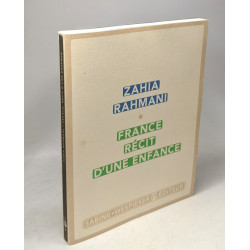 ZAHIA
RAHMANI
FRANCE
RÉCIT
D'UNE ENFANCE
SABINE WESPIESER ÉDITEUR